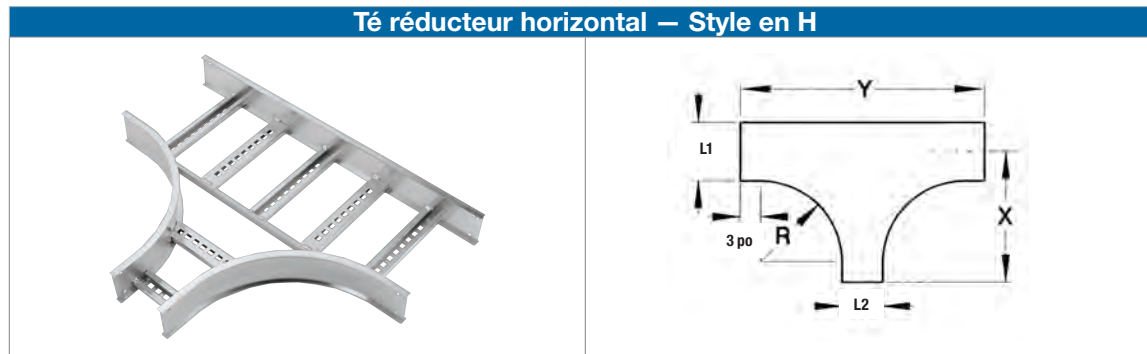 Té réducteur horizontal — Style en H
Y
L1
X
3 po
R
L2